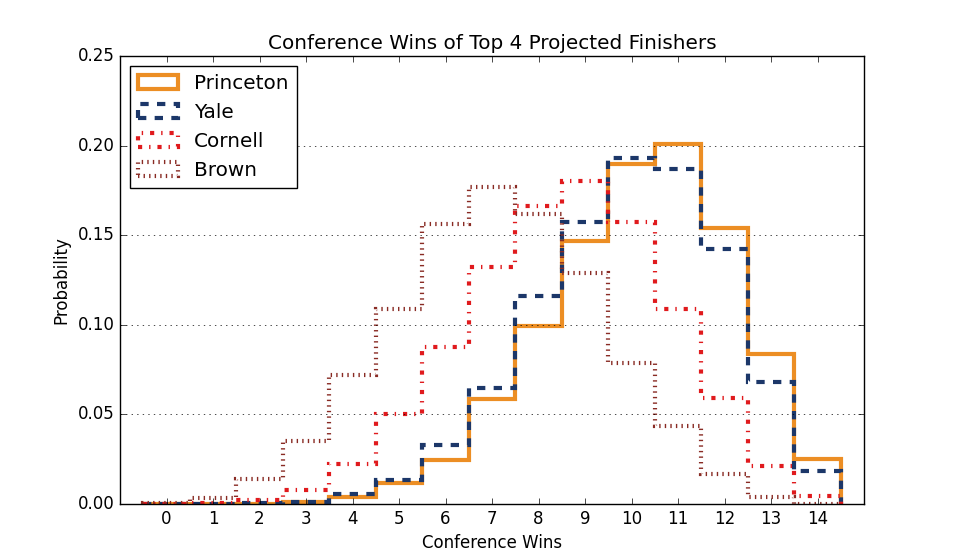 Conference Wins of Top 4 Projected Finishers
0.25
0.20
0.15
0.10
0.05
0.00
Probability
Princeton
Yale
Cornell
Brown
0 1 2 3 4 5 6 7 8 9 10 11 12 13 14
Conference Wins